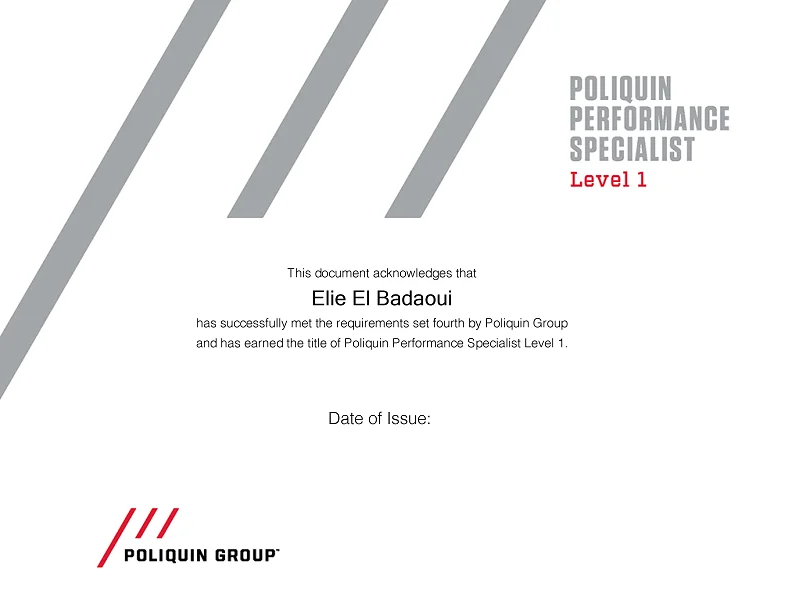 POLIQUIN
PERFORMANCE
SPECIALIST
Level 1
This document acknowledges that
Elie El Badaoui
has successfully met the requirements set fourth by Poliquin Group
and has earned the title of Poliquin Performance Specialist Level 1.
Date of Issue:
POLIQUIN GROUP™